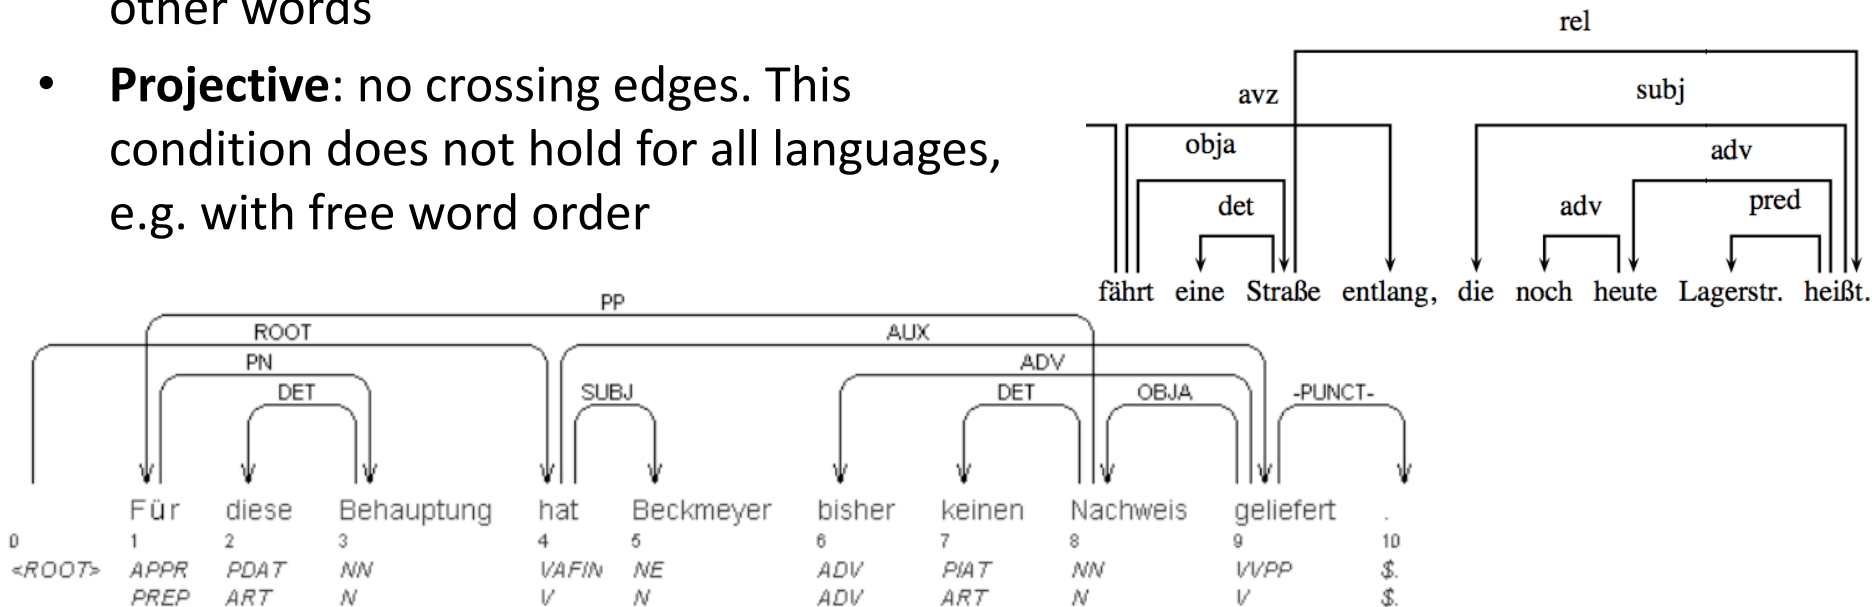 other words
• Projective: no crossing edges. This
condition does not hold for all languages,
e.g. with free word order
rel
avz
subj
obja
adv
det
adv
pred
fährt eine Straße entlang, die noch heute Lagerstr. heißt.
PP
ROOT
AUX
PN
ADV
DET
SUBJ
DET
OBJA
-PUNCT-
Für diese Behauptung hat Beckmeyer bisher keinen Nachweis geliefert .
0 1 2 3 4 5 6 7 8 9 10
<ROOT> APPR PDAT NN VAFIN NE ADV PIAT NN VVPP $.
PREP ART N V N ADV ART N V $.